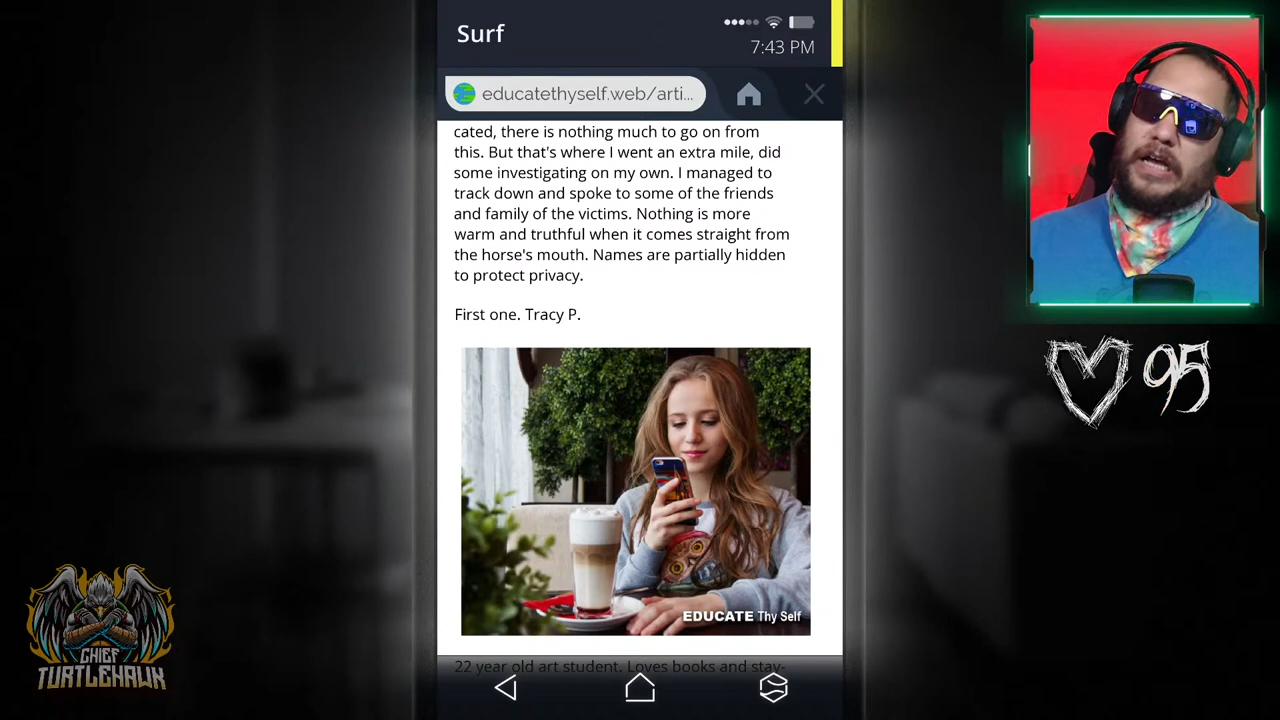 Surf
7:43 PM
educatethyself.web/arti...
cated, there is nothing much to go on from
this. But that's where I went an extra mile, did
some investigating on my own. I managed to
track down and spoke to some of the friends
and family of the victims. Nothing is more
warm and truthful when it comes straight from
the horse's mouth. Names are partially hidden
to protect privacy.
First one. Tracy P.
EDUCATE Thy Self
22 year old art student. Loves books and stay-
95
CHIEF
TURTLEHAWK